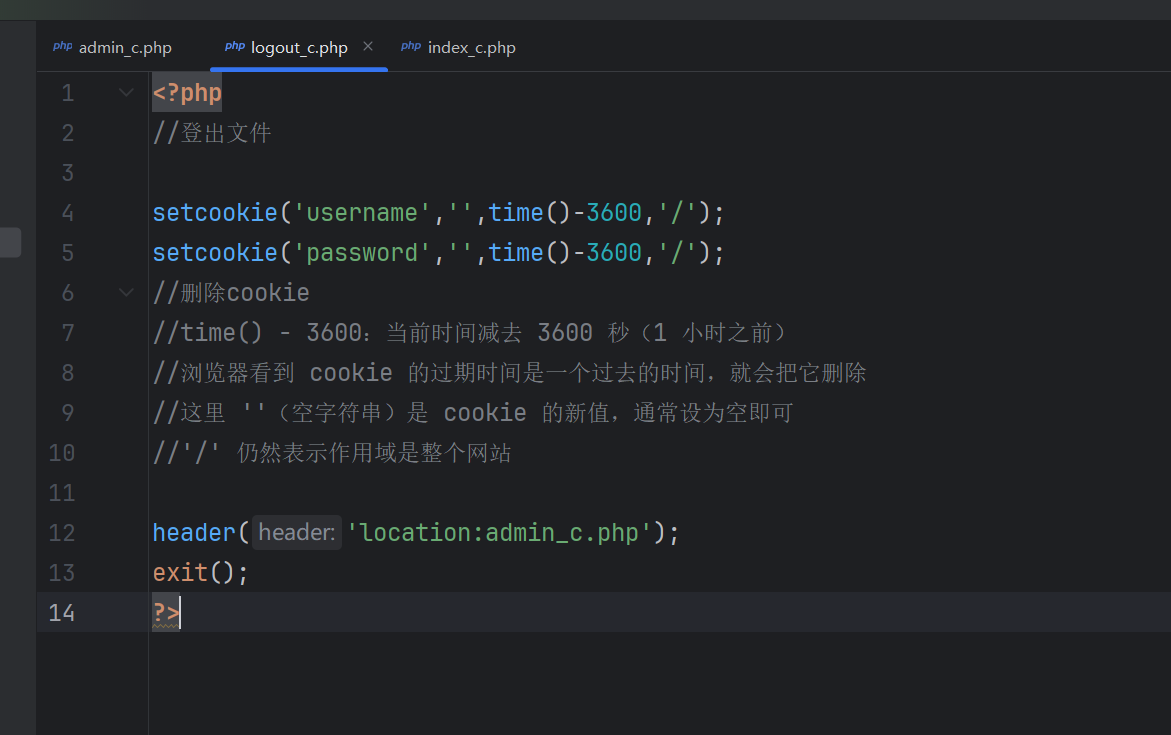 php admin_c.php php logout_c.php × php index_c.php
1 <?php
2 //登出文件
3
4 setcookie('username','',time()-3600,'/');
5 setcookie('password','',time()-3600,'/');
6 //删除cookie
7 //time() - 3600：当前时间减去 3600 秒（1 小时之前）
8 //浏览器看到 cookie 的过期时间是一个过去的时间，就会把它删除
9 //这里 ''（空字符串）是 cookie 的新值，通常设为空即可
10 //'/' 仍然表示作用域是整个网站
11
12 header( header: 'location:admin_c.php');
13 exit();
14 ?>